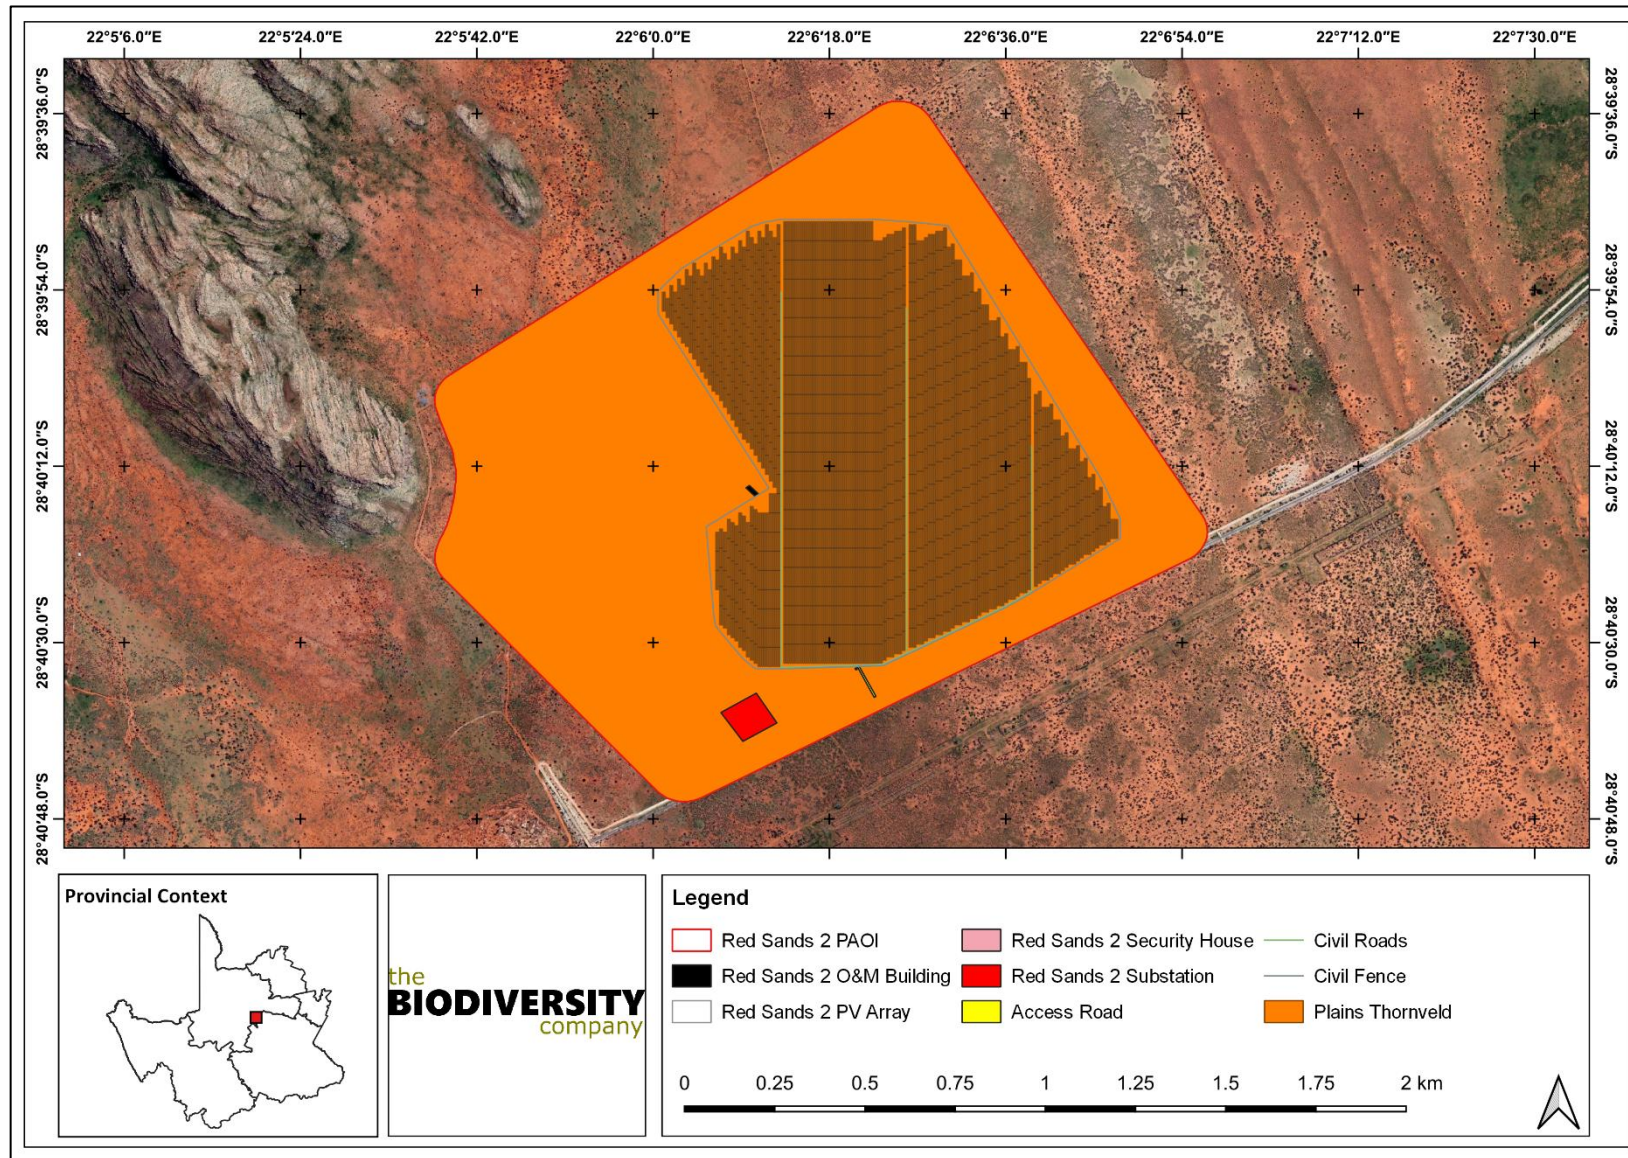 22°5'6.0"E 22°5'24.0"E 22°5'42.0"E 22°6'0.0"E 22°6'18.0"E 22°6'36.0"E 22°6'54.0"E 22°7'12.0"E 22°7'30.0"E
28°39'36.0"S 28°39'36.0"S
28°39'54.0"S 28°39'54.0"S
28°40'12.0"S 28°40'12.0"S
28°40'30.0"S 28°40'30.0"S
28°40'48.0"S 28°40'48.0"S
Provincial Context
the
BIODIVERSITY
company
Legend
Red Sands 2 PAOI
Red Sands 2 O&M Building
Red Sands 2 PV Array
Red Sands 2 Security House
Red Sands 2 Substation
Access Road
Civil Roads
Civil Fence
Plains Thornveld
0 0.25 0.5 0.75 1 1.25 1.5 1.75 2 km